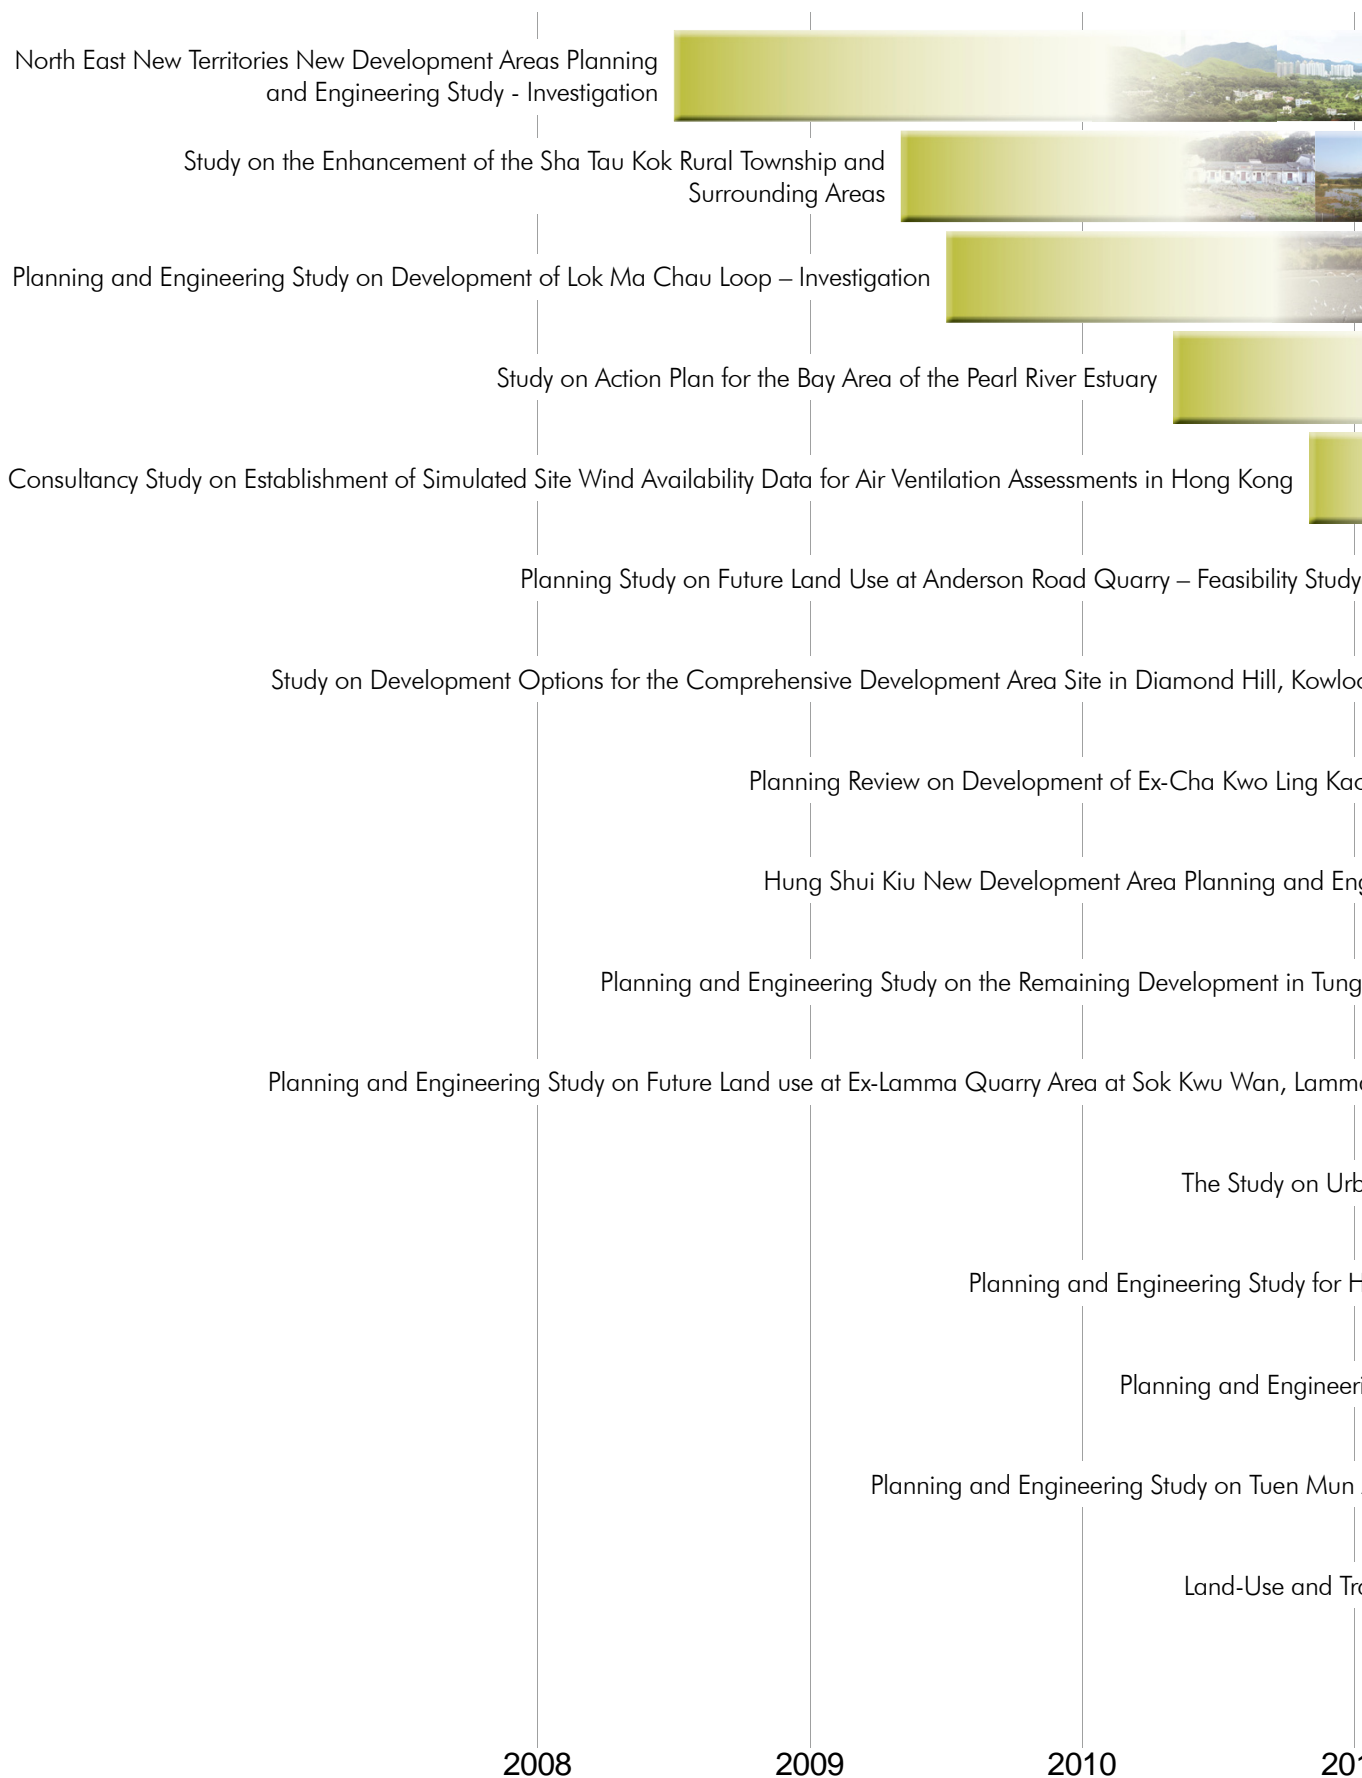 North East New Territories New Development Areas Planning
and Engineering Study - Investigation
Study on the Enhancement of the Sha Tau Kok Rural Township and
Surrounding Areas
Planning and Engineering Study on Development of Lok Ma Chau Loop – Investigation
Study on Action Plan for the Bay Area of the Pearl River Estuary
Consultancy Study on Establishment of Simulated Site Wind Availability Data for Air Ventilation Assessments in Hong Kong
Planning Study on Future Land Use at Anderson Road Quarry – Feasibility Study
Study on Development Options for the Comprehensive Development Area Site in Diamond Hill,
Planning Review on Development of Ex-Cha Kwo Ling
Hung Shui Kiu New Development Area Planning and
Planning and Engineering Study on the Remaining Development in Tung
Planning and Engineering Study on Future Land use at Ex-Lamma Quarry Area at Sok Kwu Wan,
The Study on
Planning and Engineering Study for
Planning and
Planning and Engineering Study on Tuen Mun
Land-Use and
2008 2009 2010